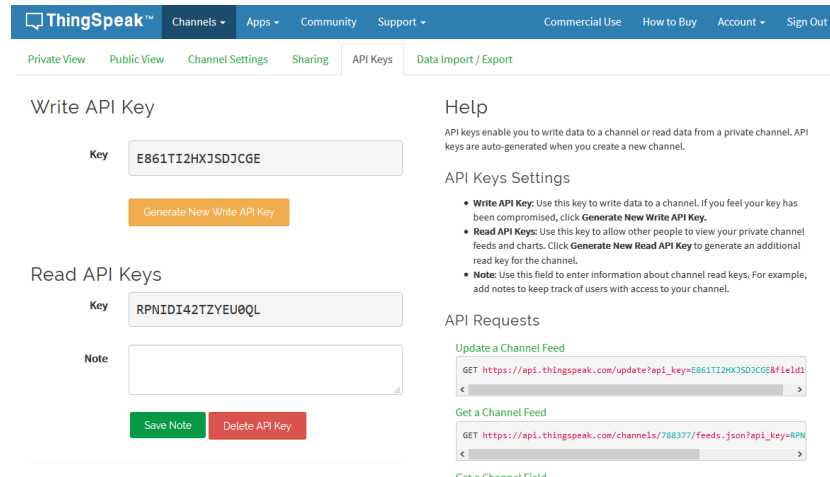 ThingSpeak™ Channels Apps Community Support Commercial Use How to Buy Account Sign Out
Private View Public View Channel Settings Sharing API Keys Data Import / Export
Write API Key
Key E861TI2HXJSDJCGE
Generate New Write API Key
Read API Keys
Key RPNIDI42TZYEU0QL
Note
Save Note Delete API Key
Help
API keys enable you to write data to a channel or read data from a private channel. API
keys are auto-generated when you create a new channel.
API Keys Settings
• Write API Key: Use this key to write data to a channel. If you feel your key has
been compromised, click Generate New Write API Key.
• Read API Keys: Use this key to allow other people to view your private channel
feeds and charts. Click Generate New Read API Key to generate an additional
read key for the channel.
• Note: Use this field to enter information about channel read keys. For example,
add notes to keep track of users with access to your channel.
API Requests
Update a Channel Feed
GET https://api.thingspeak.com/update?api_key=E861TI2HXJSDJCGE&field1
Get a Channel Feed
GET https://api.thingspeak.com/channels/788377/feeds.json?api_key=RPN
Get a Channel Field